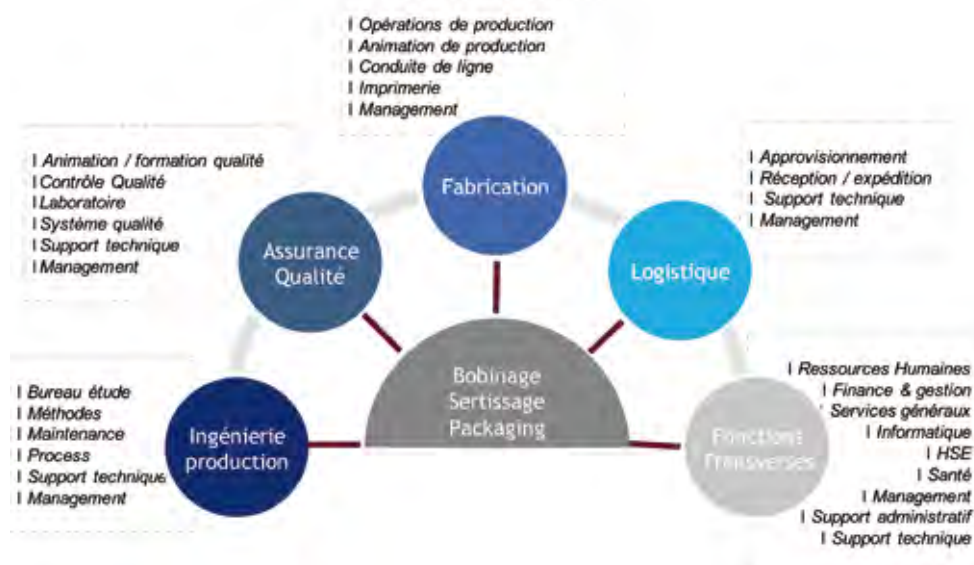 I Opérations de production
I Animation de production
I Conduite de ligne
I Imprimerie
I Management
I Animation / formation qualité
I Contrôle Qualité
I Laboratoire
I Système qualité
I Support technique
I Management
Fabrication
I Approvisionnement
I Réception / expédition
I Support technique
I Management
Assurance
Qualité
Logistique
Bobinage
Sertissage
Packaging
I Bureau étude
I Méthodes
I Maintenance
I Process
I Support technique
I Management
Ingénierie
production
Fonctions
Transverses
I Ressources Humaines
I Finance & gestion
I Services généraux
I Informatique
I HSE
I Santé
I Management
I Support administratif
I Support technique